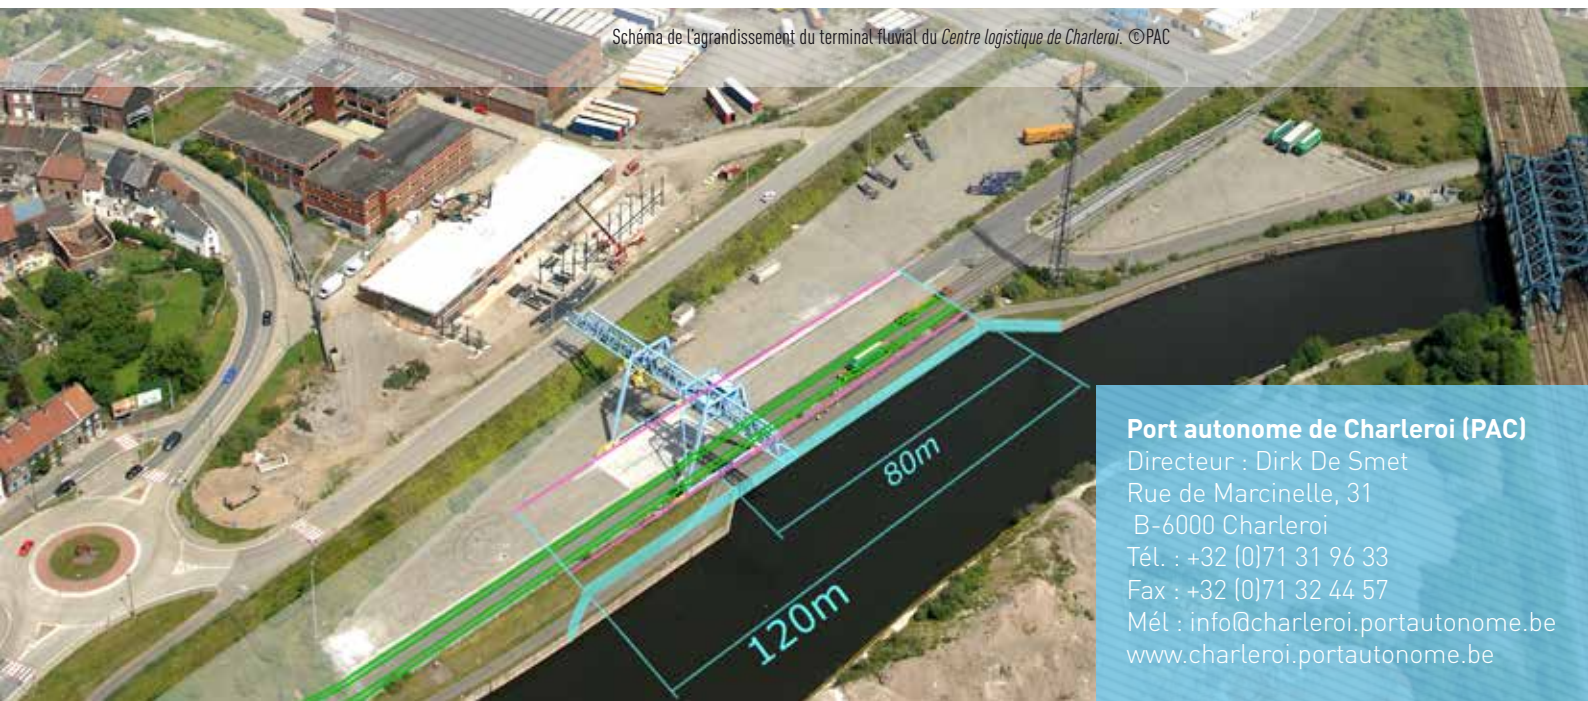 Schéma de l'agrandissement du terminal fluvial du Centre logistique de Charleroi. ©PAC
80m
120m
Port autonome de Charleroi (PAC)
Directeur : Dirk De Smet
Rue de Marcinelle, 31
B-6000 Charleroi
Tél. : +32 (0)71 31 96 33
Fax : +32 (0)71 32 44 57
Mél : info@charleroi.portautonome.be
www.charleroi.portautonome.be